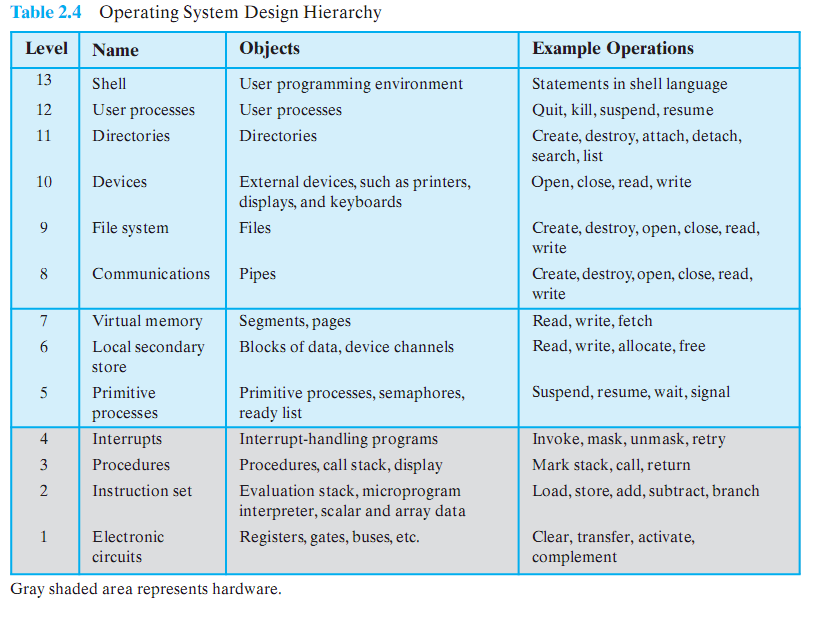 Table 2.4 Operating System Design Hierarchy
Level Name Objects Example Operations
13 Shell User programming environment Statements in shell language
12 User processes User processes Quit, kill, suspend, resume
11 Directories Directories Create, destroy, attach, detach,
search, list
10 Devices External devices, such as printers, Open, close, read, write
displays, and keyboards
9 File system Files Create, destroy, open, close, read,
write
8 Communications Pipes Create, destroy, open, close, read,
write
7 Virtual memory Segments, pages Read, write, fetch
6 Local secondary Blocks of data, device channels Read, write, allocate, free
store
5 Primitive Primitive processes, semaphores, Suspend, resume, wait, signal
processes ready list
4 Interrupts Interrupt-handling programs Invoke, mask, unmask, retry
3 Procedures Procedures, call stack, display Mark stack, call, return
2 Instruction set Evaluation stack, microprogram Load, store, add, subtract, branch
interpreter, scalar and array data
1 Electronic Registers, gates, buses, etc. Clear, transfer, activate,
circuits complement
Gray shaded area represents hardware.